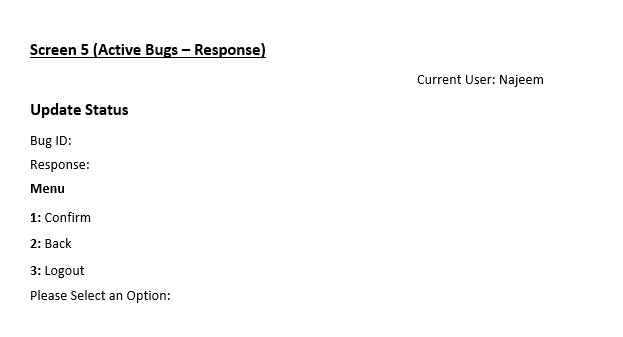 Screen 5 (Active Bugs – Response)
Current User: Najeem
Update Status
Bug ID:
Response:
Menu
1: Confirm
2: Back
3: Logout
Please Select an Option: